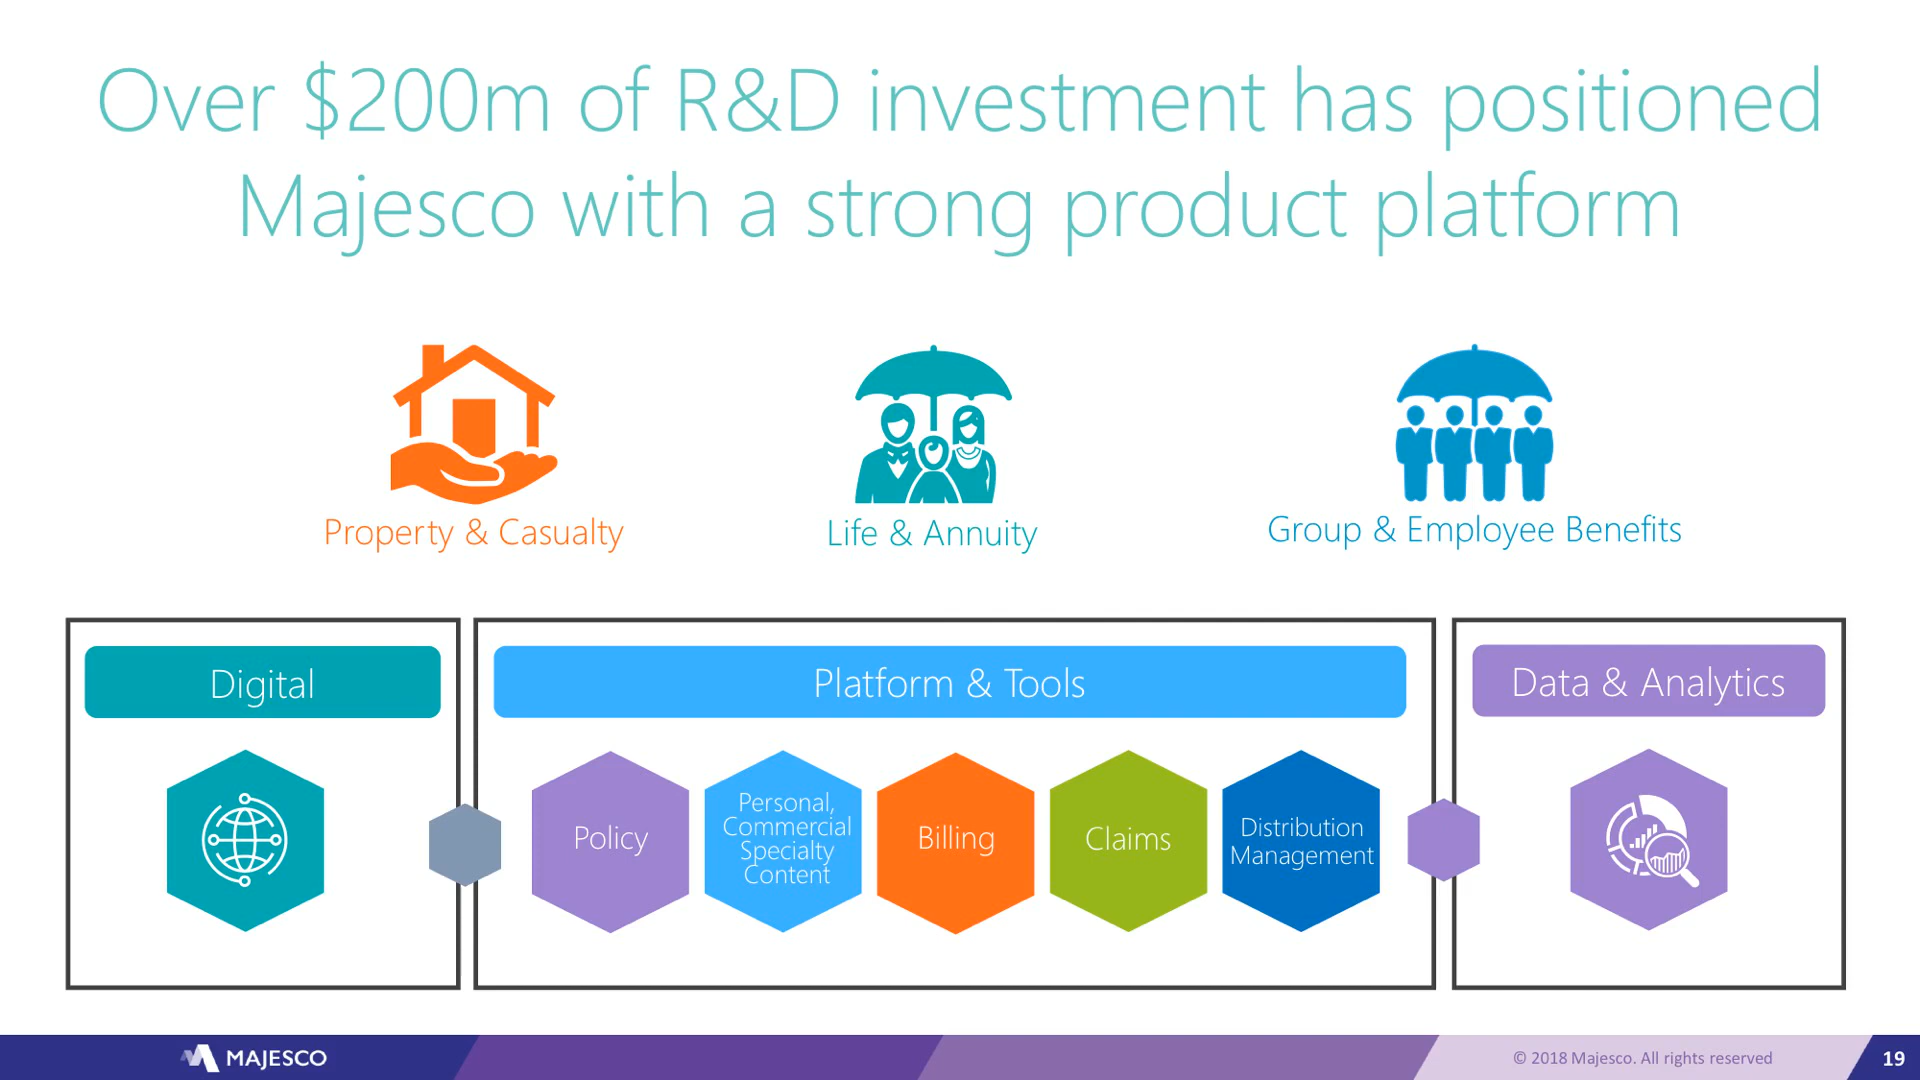 Over $200m of R&D investment has positioned
Majesco with a strong product platform
Property & Casualty
Life & Annuity
Group & Employee Benefits
Digital
Platform & Tools
Data & Analytics
Policy
Personal,
Commercial
Specialty
Content
Billing
Claims
Distribution
Management
MAJESCO
© 2018 Majesco. All rights reserved
19